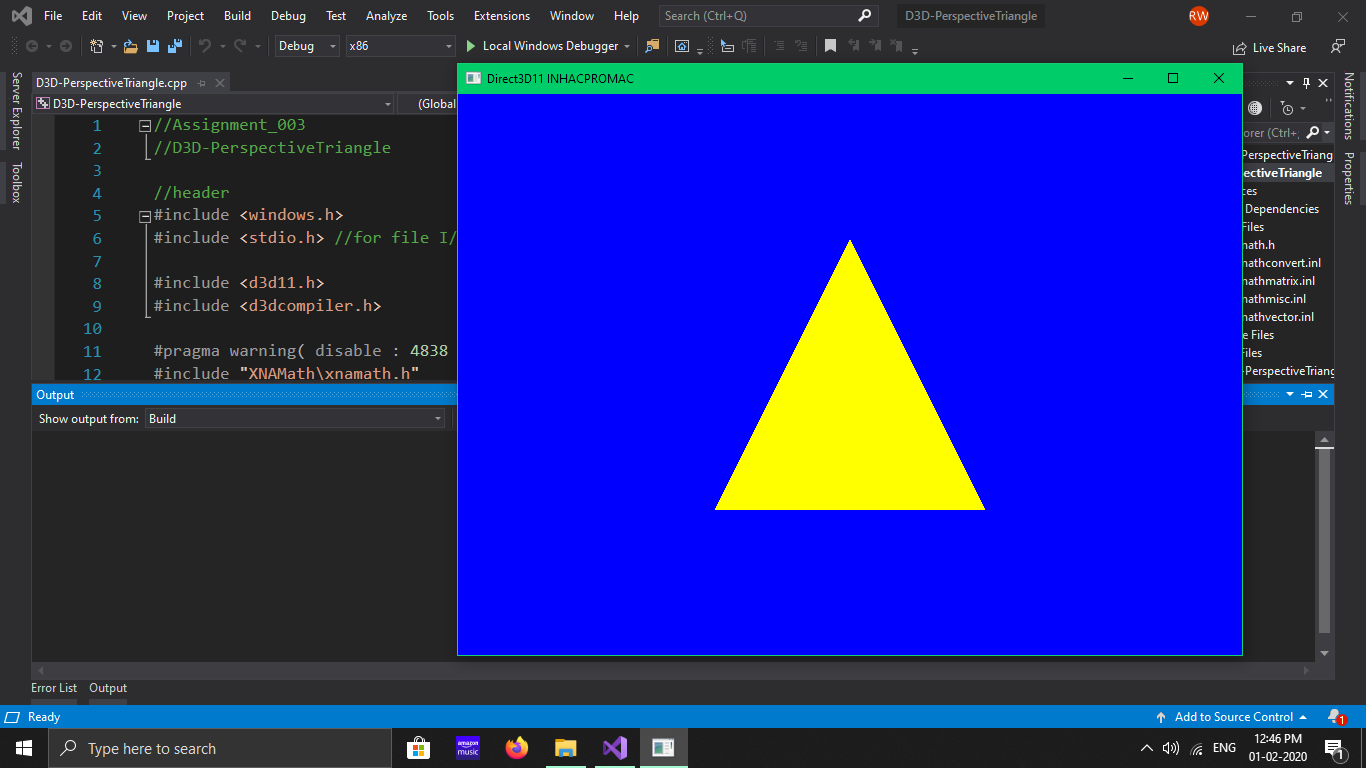 File Edit View Project Build Debug Test Analyze Tools Extensions Window Help Search (Ctrl+Q) D3D-PerspectiveTriangle RW
Debug x86 Local Windows Debugger Live Share
D3D-PerspectiveTriangle.cpp
D3D-PerspectiveTriangle (Global
Server Explorer
Toolbox
1 //Assignment_003
2 //D3D-PerspectiveTriangle
3
4 //header
5 #include <windows.h>
6 #include <stdio.h> //for file I/
7
8 #include <d3d11.h>
9 #include <d3dcompiler.h>
10
11 #pragma warning( disable : 4838
12 #include "XNAMath\xnamath.h"
Direct3D11 INHACPROMAC
orer (Ctrl+;
PerspectiveTriang
ectiveTriangle
ces
Dependencies
Files
math.h
nathconvert.inl
nathmatrix.inl
nathmisc.inl
nathvector.inl
e Files
Files
-PerspectiveTriang
Notifications
Properties
Output
Show output from: Build
Error List Output
Ready Add to Source Control 1
Type here to search amazon music ENG 12:46 PM
01-02-2020 1